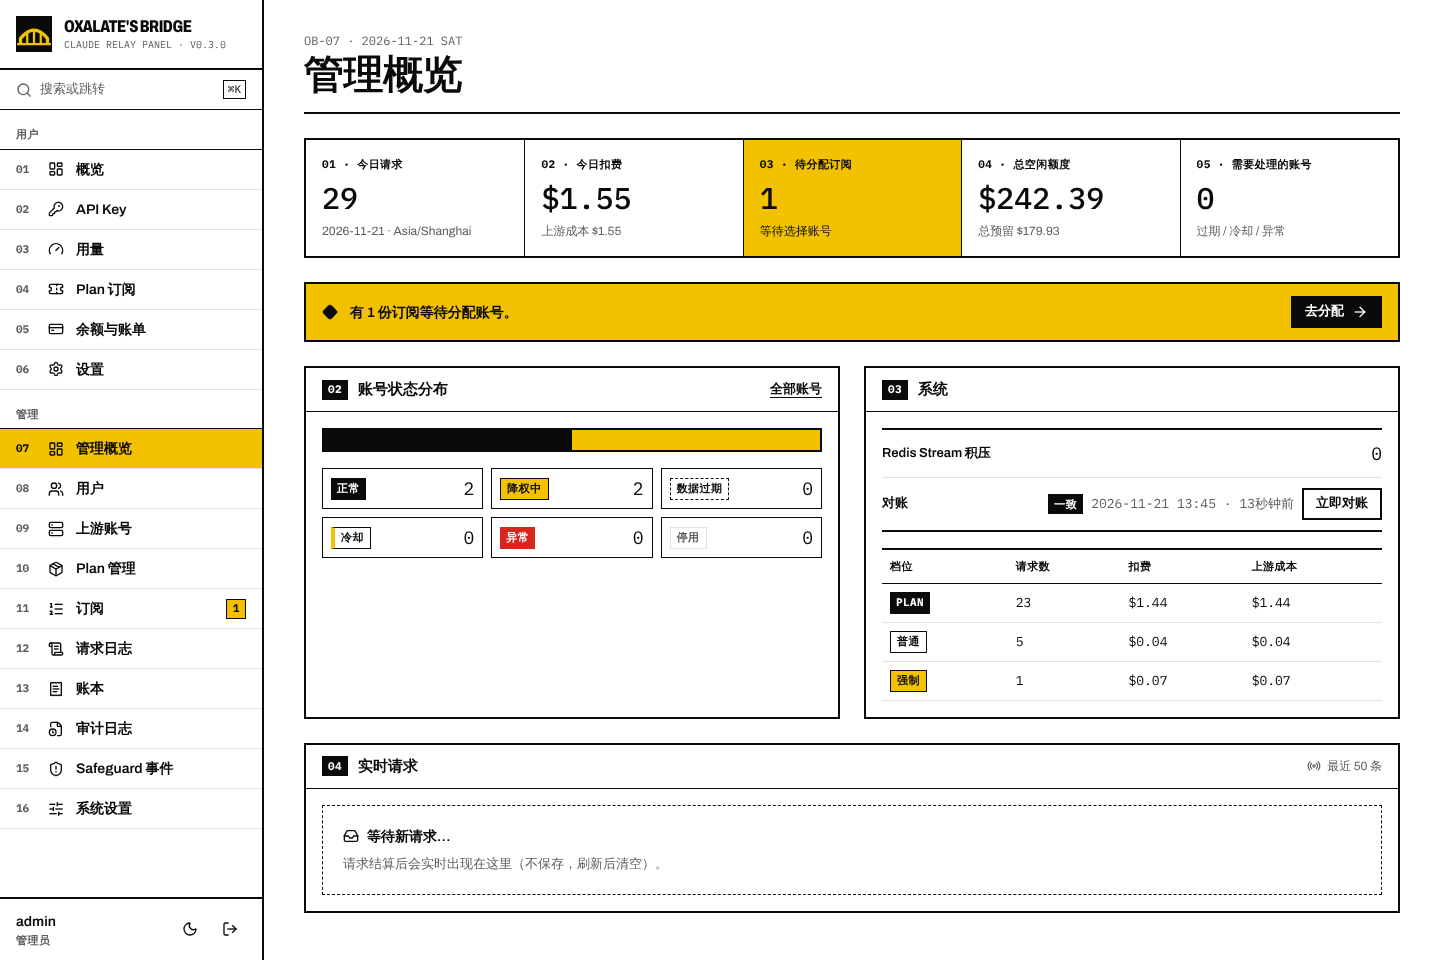 OXALATE'S BRIDGE
CLAUDE RELAY PANEL · V0.3.0
搜索或跳转 ⌘K
用户
01 概览
02 API Key
03 用量
04 Plan 订阅
05 余额与账单
06 设置
管理
07 管理概览
08 用户
09 上游账号
10 Plan 管理
11 订阅 1
12 请求日志
13 账本
14 审计日志
15 Safeguard 事件
16 系统设置
admin
管理员
OB-07 · 2026-11-21 SAT
管理概览
01 · 今日请求
29
2026-11-21 · Asia/Shanghai
02 · 今日扣费
$1.55
上游成本 $1.55
03 · 待分配订阅
1
等待选择账号
04 · 总空闲额度
$242.39
总预留 $179.93
05 · 需要处理的账号
0
过期 / 冷却 / 异常
有 1 份订阅等待分配账号。 去分配
02 账号状态分布 全部账号
正常 2 降权中 2 数据过期 0
冷却 0 异常 0 停用 0
03 系统
Redis Stream 积压 0
对账 一致 2026-11-21 13:45 · 13秒钟前 立即对账
档位 请求数 扣费 上游成本
PLAN 23 $1.44 $1.44
普通 5 $0.04 $0.04
强制 1 $0.07 $0.07
04 实时请求 最近 50 条
等待新请求…
请求结算后会实时出现在这里（不保存，刷新后清空）。